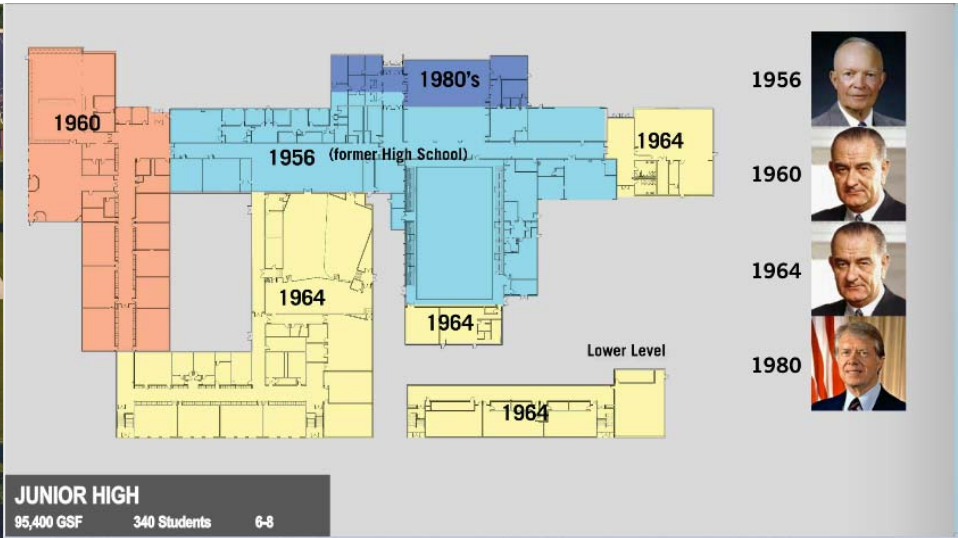 1980's
1960
1956 (former High School)
1964
1964
1964
Lower Level
1964
1956
1960
1964
1980
JUNIOR HIGH
95,400 GSF 340 Students 6-8